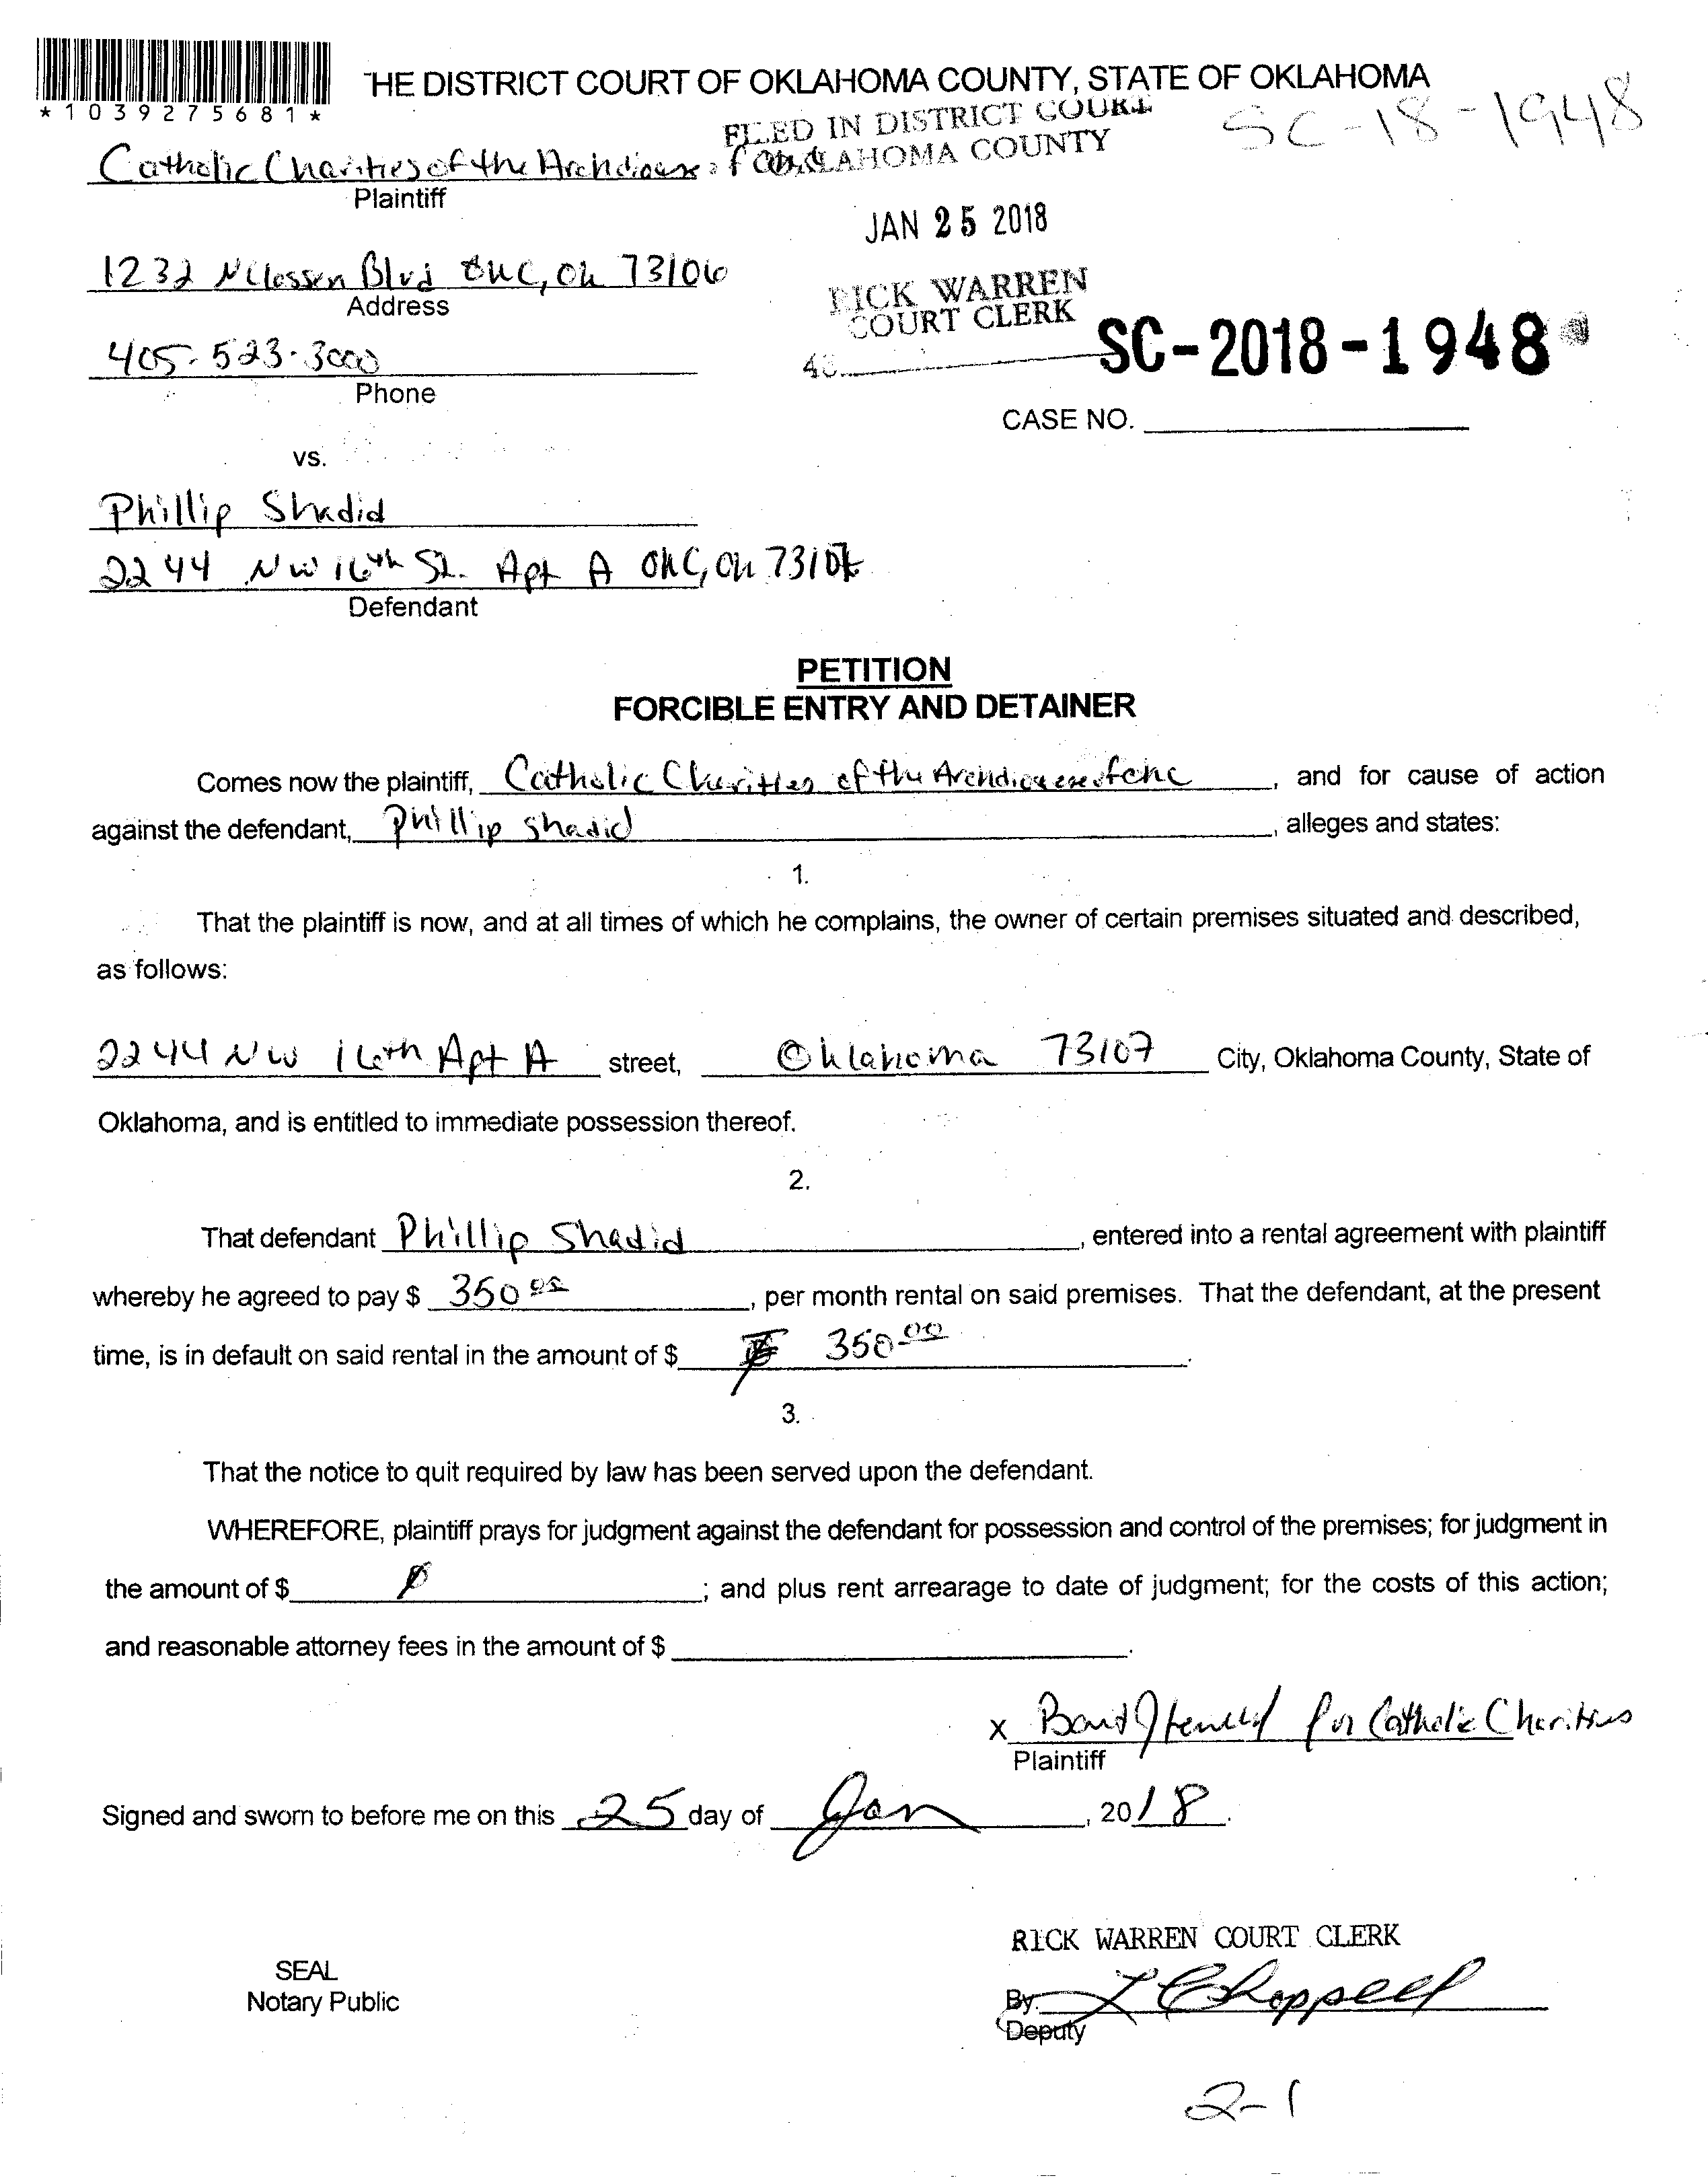 THE DISTRICT COURT OF OKLAHOMA COUNTY, STATE OF OKLAHOMA
*1039275681*
SC-18-1948
FILED IN DISTRICT COURT
OKLAHOMA COUNTY
Catholic Charities of the Archdiocese of OKC
Plaintiff
JAN 25 2018
1232 N Classen Blvd OKC, Ok 73106
Address
RICK WARREN
COURT CLERK
405-523-3000
Phone
SC-2018-1948
CASE NO.
vs.
Phillip Shadid
2244 NW 16th St. Apt A OKC, Ok 73107
Defendant
PETITION
FORCIBLE ENTRY AND DETAINER
Comes now the plaintiff, Catholic Charities of the Archdiocese of OKC, and for cause of action
against the defendant, Phillip Shadid, alleges and states:
1.
That the plaintiff is now, and at all times of which he complains, the owner of certain premises situated and described,
as follows:
2244 NW 16th Apt A street, Oklahoma 73107 City, Oklahoma County, State of
Oklahoma, and is entitled to immediate possession thereof.
2.
That defendant Phillip Shadid, entered into a rental agreement with plaintiff
whereby he agreed to pay $ 350.00, per month rental on said premises. That the defendant, at the present
time, is in default on said rental in the amount of $ 350.00.
3.
That the notice to quit required by law has been served upon the defendant.
WHEREFORE, plaintiff prays for judgment against the defendant for possession and control of the premises; for judgment in
the amount of $ Ø; and plus rent arrearage to date of judgment; for the costs of this action;
and reasonable attorney fees in the amount of $.
X for Catholic Charities
Plaintiff
Signed and sworn to before me on this 25 day of Jan, 2018.
RICK WARREN COURT CLERK
SEAL
Notary Public
By: Choppell
Deputy
2-1